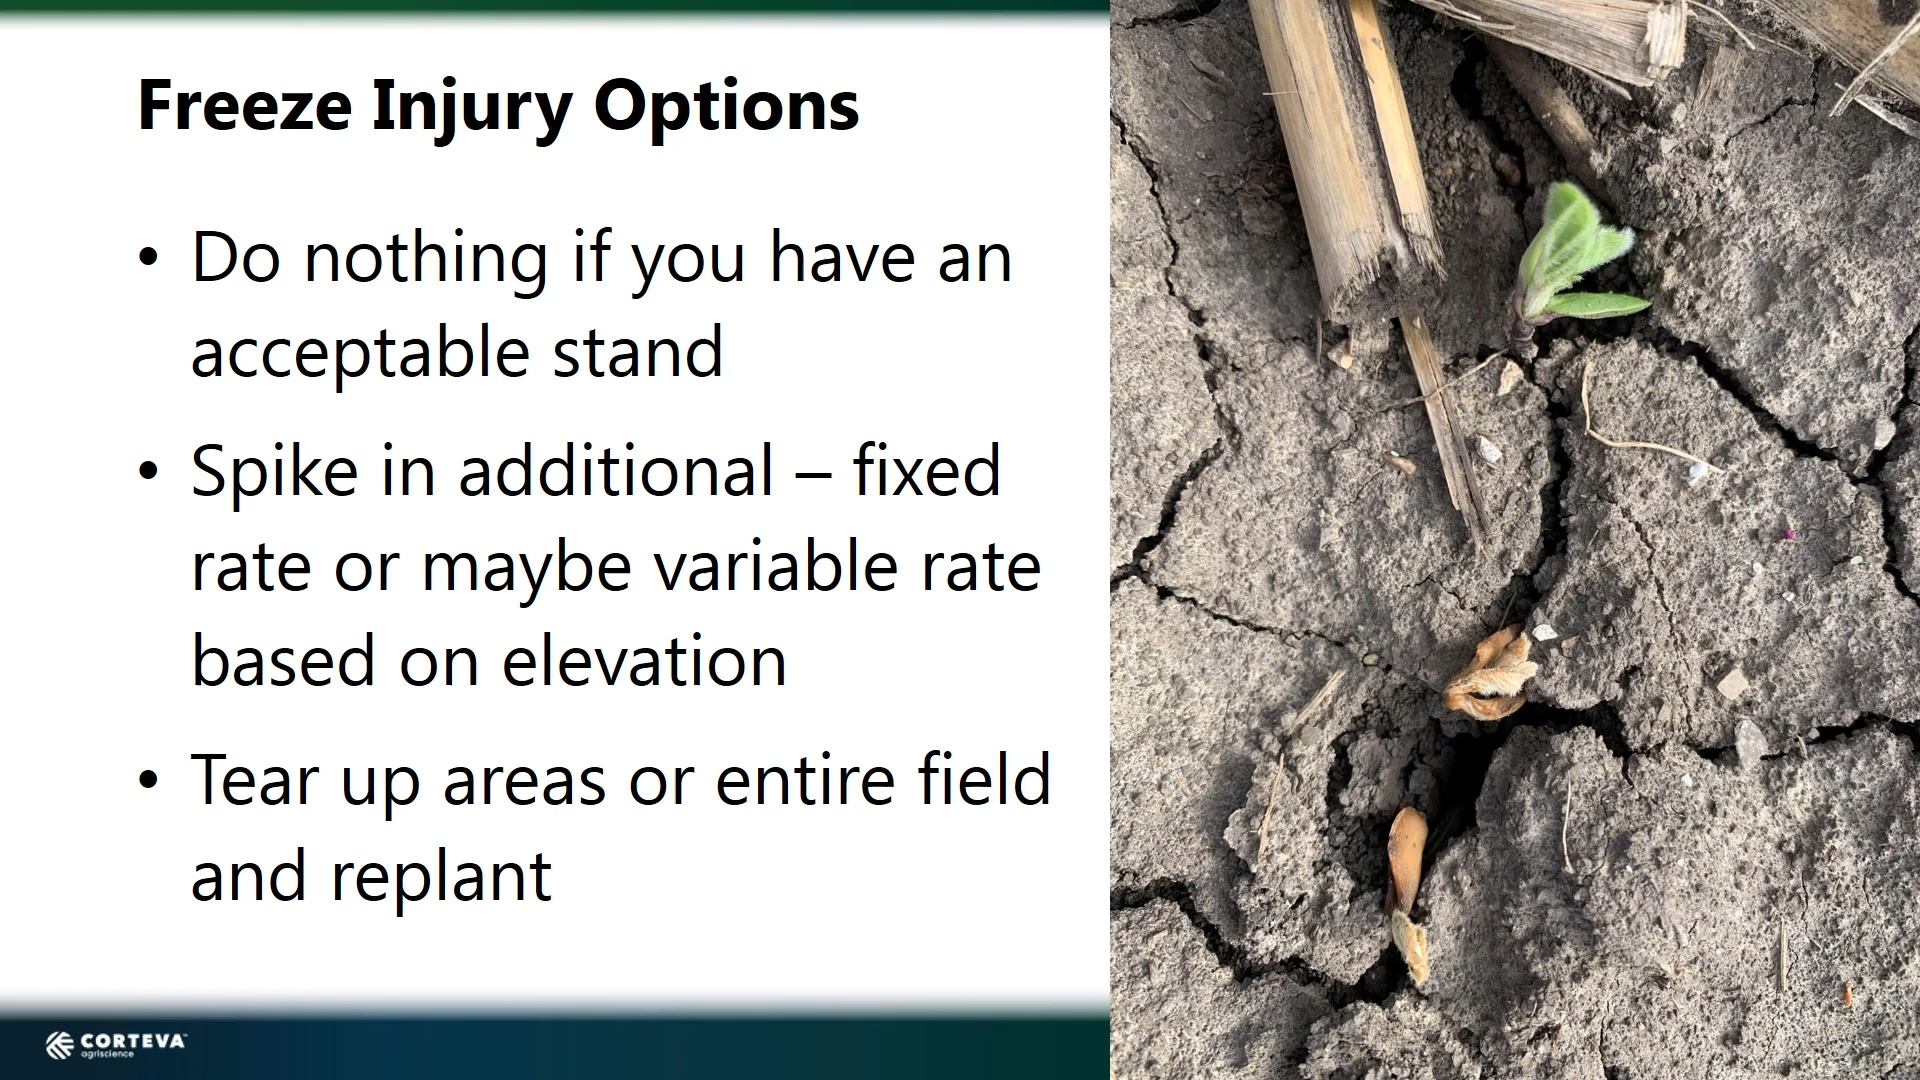 Freeze Injury Options
• Do nothing if you have an
acceptable stand
• Spike in additional – fixed
rate or maybe variable rate
based on elevation
• Tear up areas or entire field
and replant
CORTEVA™
agriscience